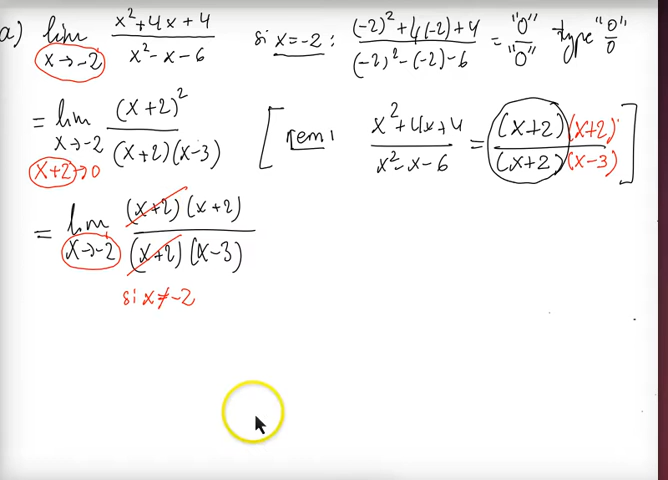 a) lim x→-2 (x²+4x+4)/(x²-x-6) si x=-2 : ((-2)²+4(-2)+4)/((-2)²-(-2)-6) = "0"/"0" type "0"/0
= lim x→-2 (x+2)²/((x+2)(x-3)) [rem: (x²+4x+4)/(x²-x-6) = ((x+2)(x+2))/((x+2)(x-3))]
x+2→0
= lim x→-2 ((x+2)(x+2))/((x+2)(x-3))
si x≠-2